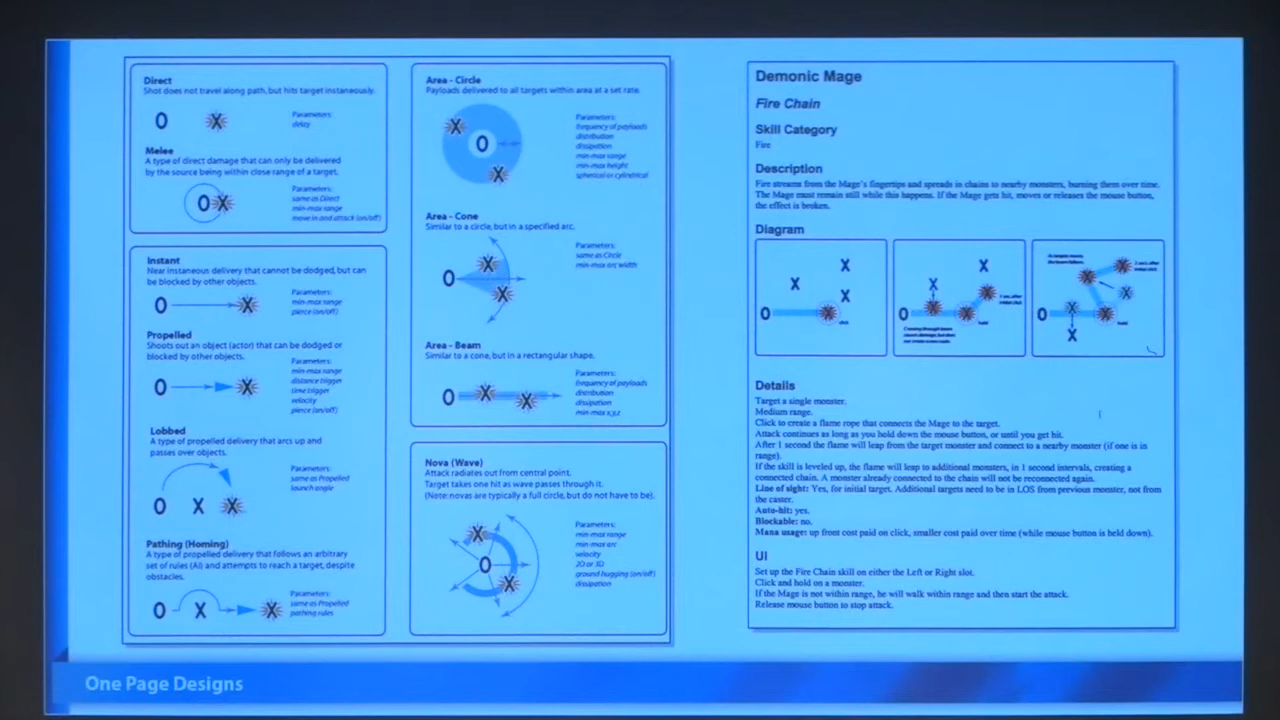 Direct
Shot does not travel along path, but hits target instaneously.
O X
Parameters:
delay
Melee
A type of direct damage that can only be delivered
by the source being within close range of a target.
O X
Parameters:
same as Direct
min-max range
move in and attack (on/off)
Instant
Near instaneous delivery that cannot be dodged, but can
be blocked by other objects.
O X
Parameters:
min-max range
pierce (on/off)
Propelled
Shoots out an object (actor) that can be dodged or
blocked by other objects.
O X
Parameters:
min-max range
distance trigger
time trigger
velocity
pierce (on/off)
Lobbed
A type of propelled delivery that arcs up and
passes over objects.
O X X
Parameters:
same as Propelled
launch angle
Pathing (Homing)
A type of propelled delivery that follows an arbitrary
set of rules (AI) and attempts to reach a target, despite
obstacles.
O X X
Parameters:
same as Propelled
pathing rules
Area - Circle
Payloads delivered to all targets within area at a set rate.
X O X
Parameters:
frequency of payloads
distribution
dissipation
min-max range
min-max height
spherical or cylindrical
Area - Cone
Similar to a circle, but in a specified arc.
O X X
Parameters:
same as Circle
min-max arc width
Area - Beam
Similar to a cone, but in a rectangular shape.
O X X
Parameters:
frequency of payloads
distribution
dissipation
min-max x,y,z
Nova (Wave)
Attack radiates out from central point.
Target takes one hit as wave passes through it.
(Note: novas are typically a full circle, but do not have to be).
X O X
Parameters:
min-max range
min-max arc
velocity
2D or 3D
ground hugging (on/off)
dissipation
Demonic Mage
Fire Chain
Skill Category
Fire
Description
Fire streams from the Mage's fingertips and spreads in chains to nearby monsters, burning them over time.
The Mage must remain still while this happens. If the Mage gets hit, moves or releases the mouse button,
the effect is broken.
Diagram
O X X X X
click
O X X X X
hold
1 sec. after
O X X X X X
hold
2 sec. after
Details
Target a single monster.
Medium range.
Click to create a flame rope that connects the Mage to the target.
Attack continues as long as you hold down the mouse button, or until you get hit.
After 1 second the flame will leap from the target monster and connect to a nearby monster (if one is in
range).
If the skill is leveled up, the flame will leap to additional monsters, in 1 second intervals, creating a
connected chain. A monster already connected to the chain will not be reconnected again.
Line of sight: Yes, for initial target. Additional targets need to be in LOS from previous monster, not from
the caster.
Auto-hit: yes.
Blockable: no.
Mana usage: up front cost paid on click, smaller cost paid over time (while mouse button is held down).
UI
Set up the Fire Chain skill on either the Left or Right slot.
Click and hold on a monster.
If the Mage is not within range, he will walk within range and then start the attack.
Release mouse button to stop attack.
One Page Designs